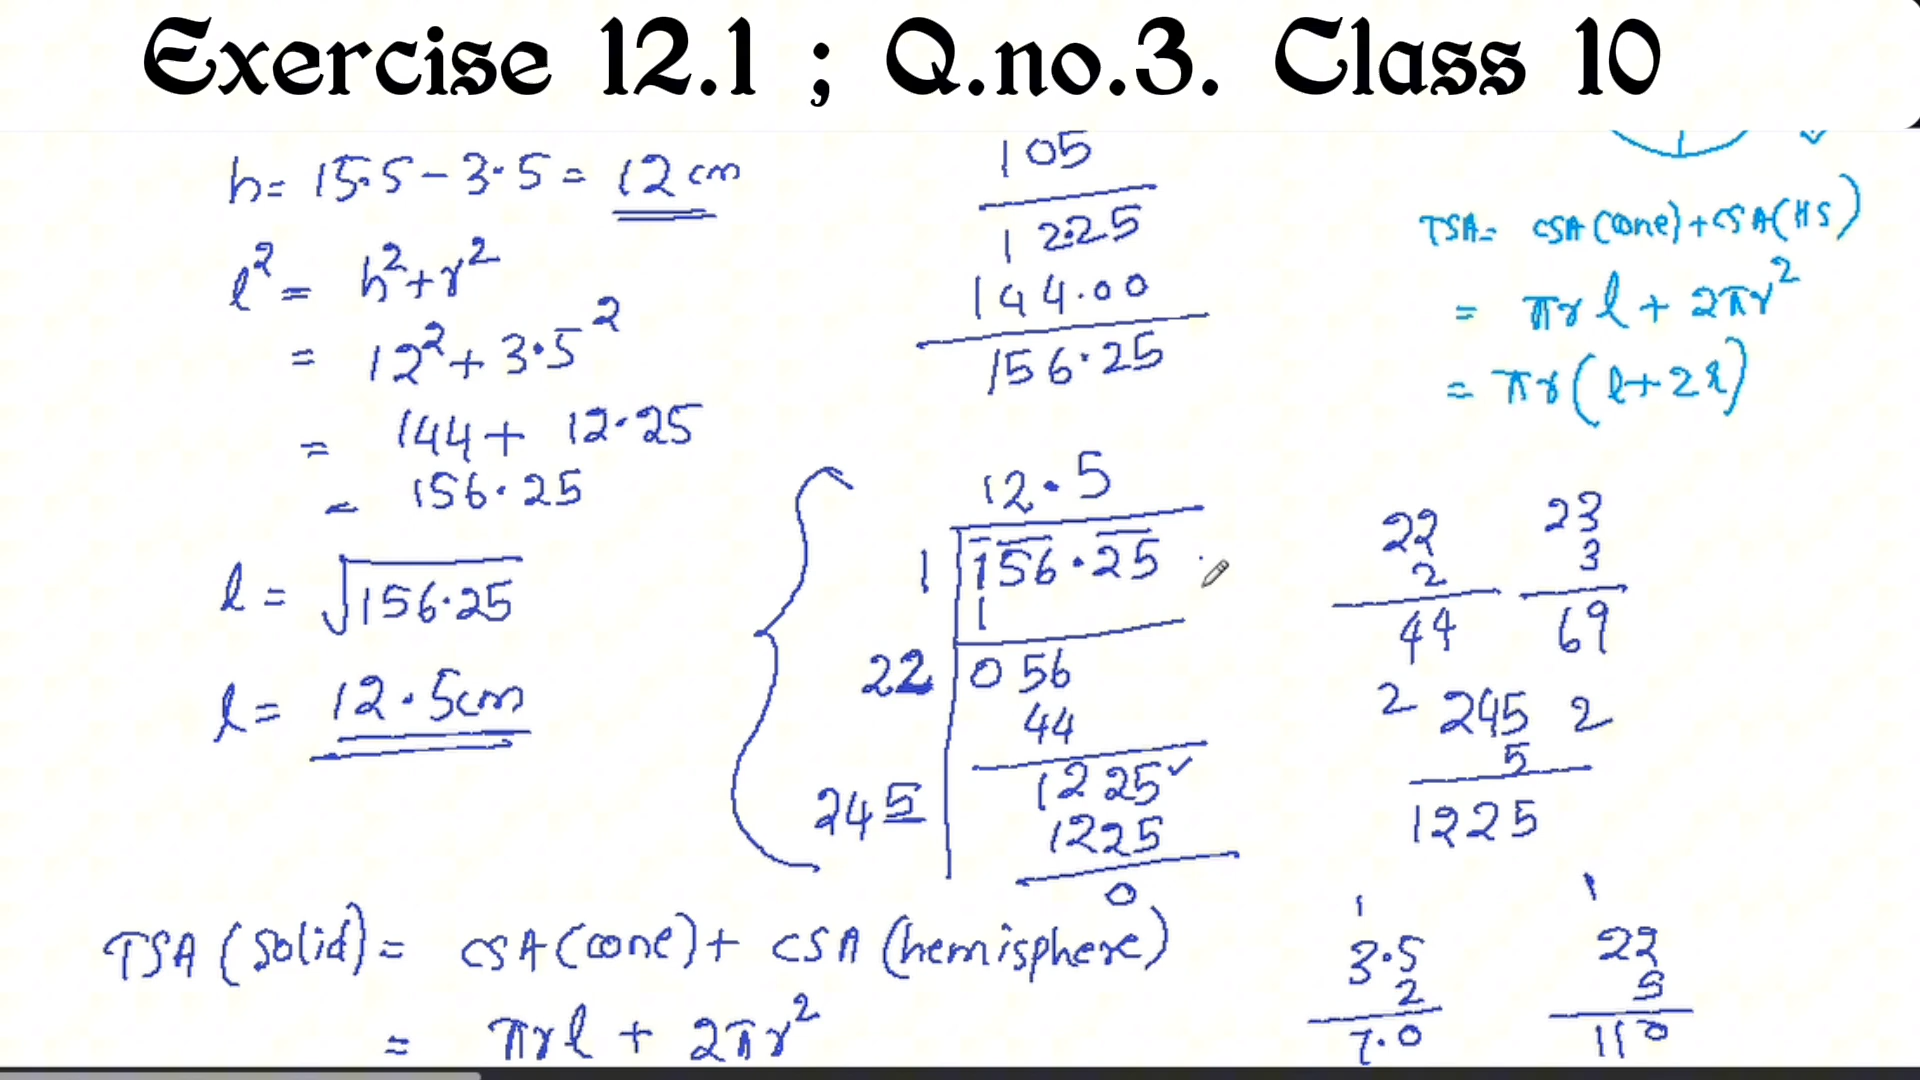 Exercise 12.1 ; Q.no.3. Class 10
h= 15.5 - 3.5 = 12 cm
l² = h²+r²
= 12² + 3.5²
= 144 + 12.25
= 156.25
l = √156.25
l = 12.5cm
105
1225
144.00
156.25
12.5
1 156.25
1
22 056
44
245 1225 ✓
1225
0
TSA= CSA(cone)+CSA(HS)
= πrl + 2πr²
= πr(l+2r)
22
2
44
23
3
69
2 245 2
5
1225
1
3.5
2
7.0
1
22
5
110
TSA (solid) = CSA (cone) + CSA (hemisphere)
= πrl + 2πr²